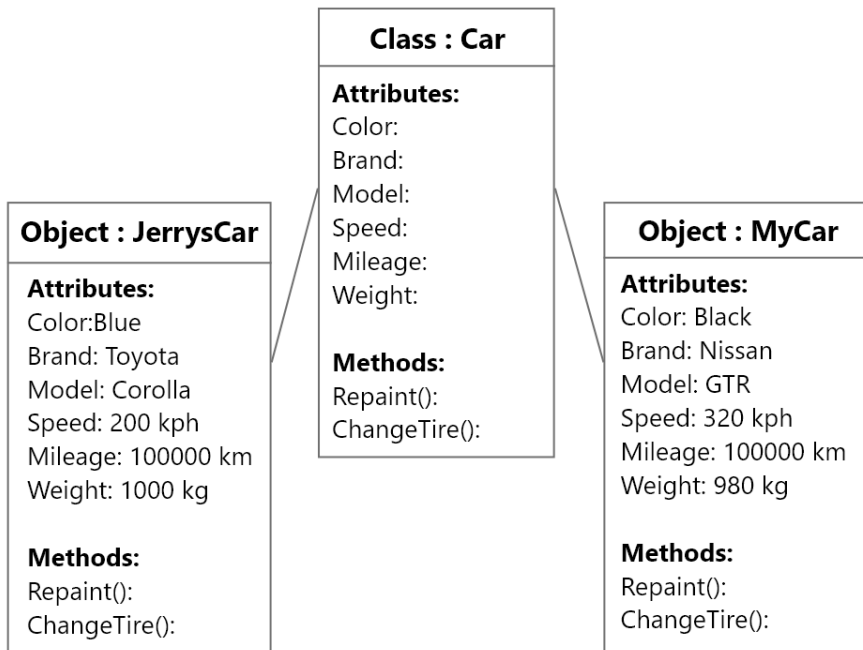 Class : Car
Attributes:
Color:
Brand:
Model:
Speed:
Mileage:
Weight:
Methods:
Repaint():
ChangeTire():
Object : JerrysCar
Attributes:
Color:Blue
Brand: Toyota
Model: Corolla
Speed: 200 kph
Mileage: 100000 km
Weight: 1000 kg
Methods:
Repaint():
ChangeTire():
Object : MyCar
Attributes:
Color: Black
Brand: Nissan
Model: GTR
Speed: 320 kph
Mileage: 100000 km
Weight: 980 kg
Methods:
Repaint():
ChangeTire():